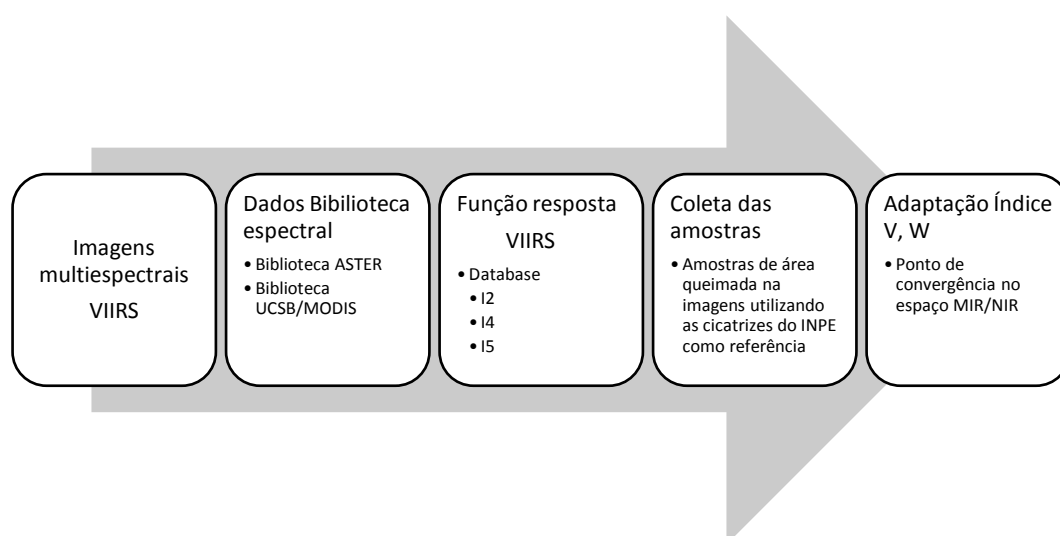 Imagens
multiespectrais
VIIRS
Dados Bibilioteca
espectral
• Biblioteca ASTER
• Biblioteca
UCSB/MODIS
Função resposta
VIIRS
• Database
• I2
• I4
• I5
Coleta das
amostras
• Amostras de área
queimada na
imagens utilizando
as cicatrizes do INPE
como referência
Adaptação Índice
V, W
• Ponto de
convergência no
espaço MIR/NIR